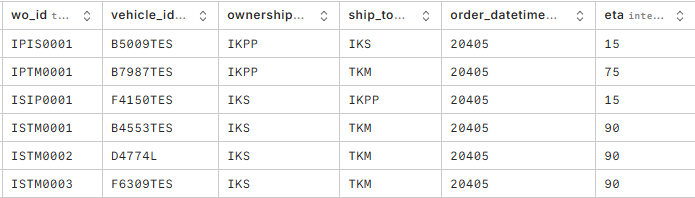 wo_id t... vehicle_id... ownership... ship_to... order_datetime... eta inte...
IPIS0001 B5009TES IKPP IKS 20405 15
IPTM0001 B7987TES IKPP TKM 20405 75
ISIP0001 F4150TES IKS IKPP 20405 15
ISTM0001 B4553TES IKS TKM 20405 90
ISTM0002 D4774L IKS TKM 20405 90
ISTM0003 F6309TES IKS TKM 20405 90